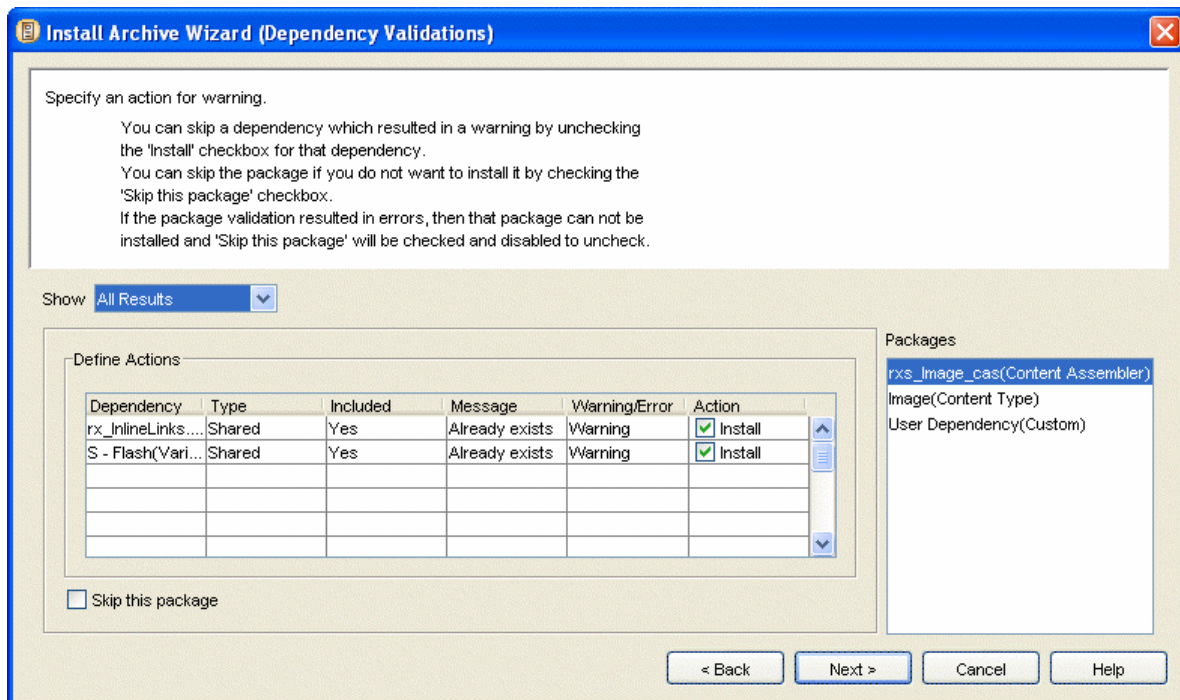 Install Archive Wizard (Dependency Validations)
Specify an action for warning.
You can skip a dependency which resulted in a warning by unchecking
the 'Install' checkbox for that dependency.
You can skip the package if you do not want to install it by checking the
'Skip this package' checkbox.
If the package validation resulted in errors, then that package can not be
installed and 'Skip this package' will be checked and disabled to uncheck.
Show All Results
Packages
Define Actions
rxs_Image_cas(Content Assembler)
Image(Content Type)
User Dependency(Custom)
Dependency Type Included Message Warning/Error Action
rx_InlineLinks.... Shared Yes Already exists Warning Install
S - Flash(Vari... Shared Yes Already exists Warning Install
Skip this package
< Back Next > Cancel Help